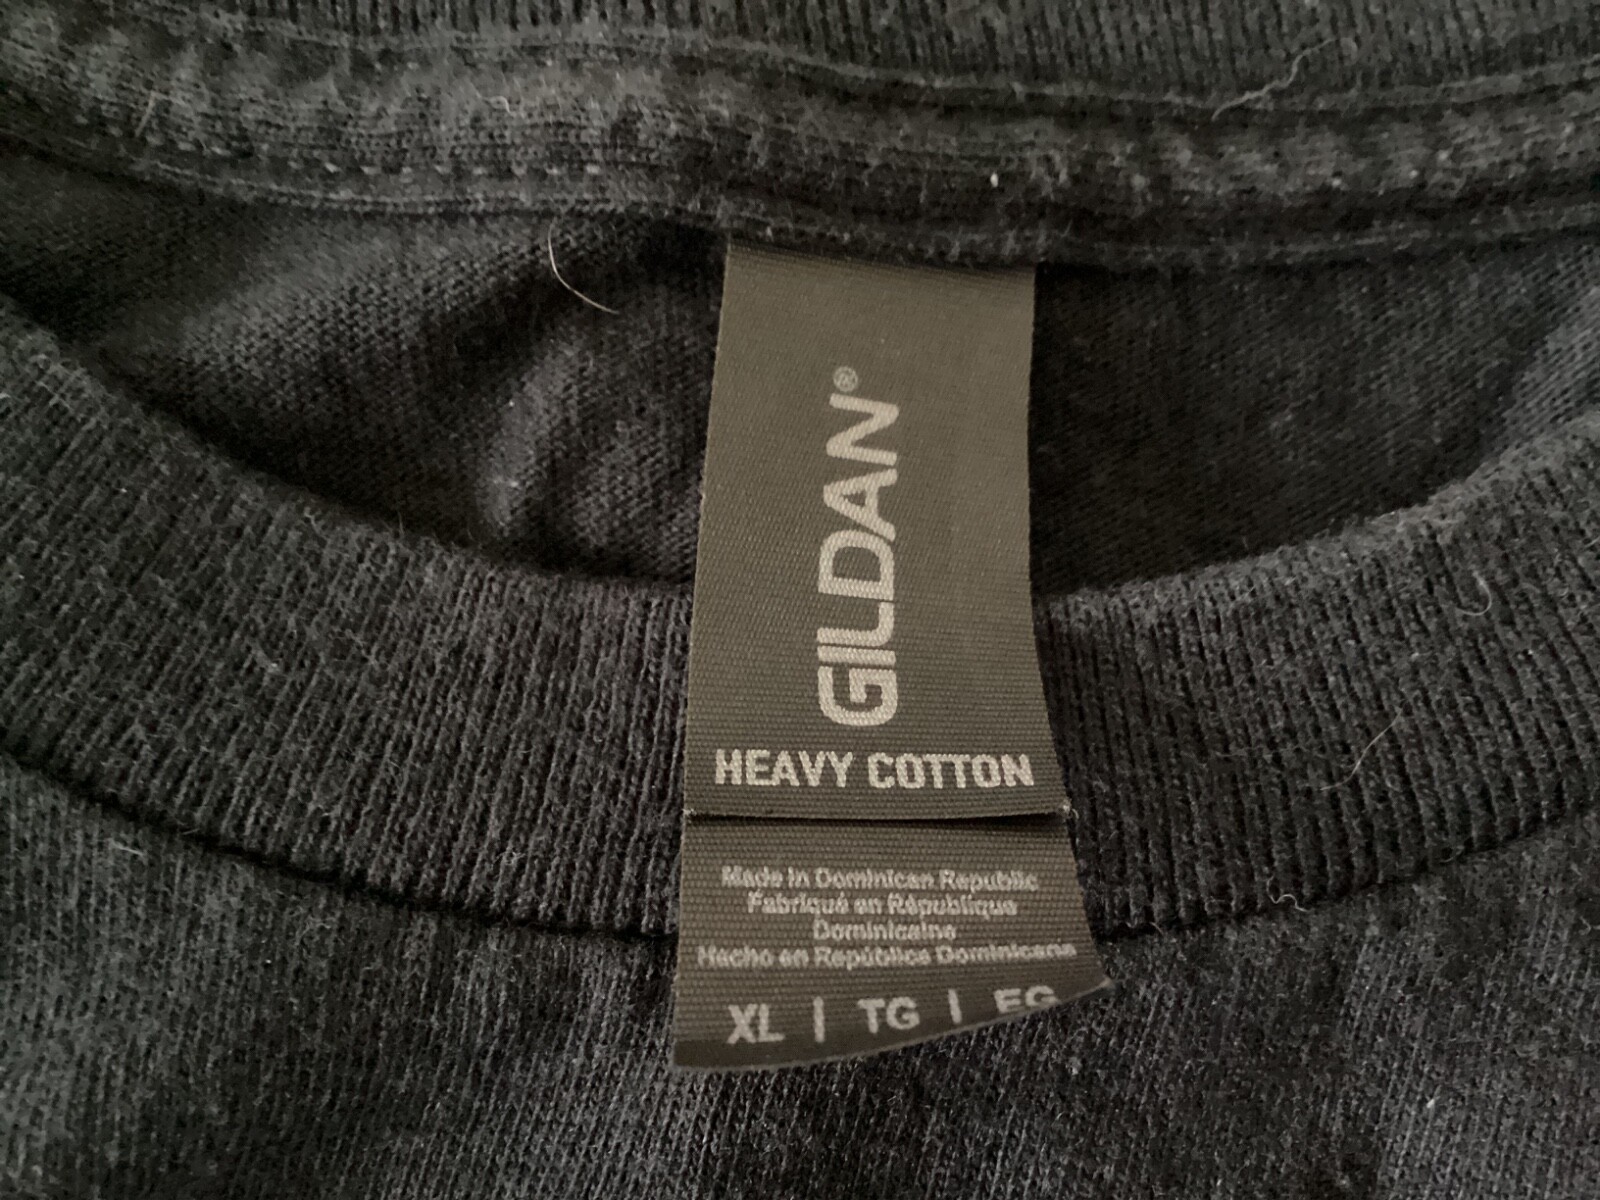 GILDAN®
HEAVY COTTON
Made in Dominican Republic
Fabriqué en République
Dominicaine
Hecho en República Dominicana
XL | TG | EG